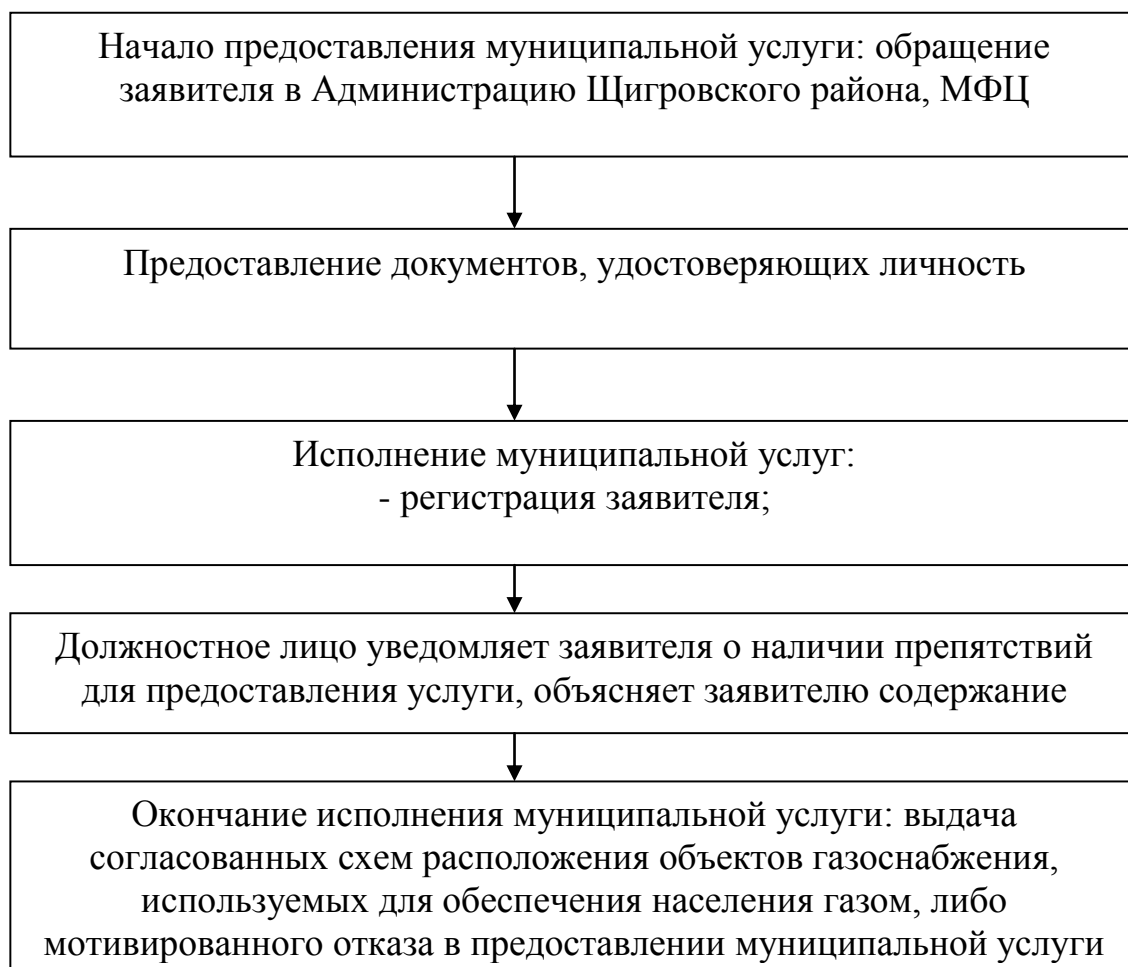 Начало предоставления муниципальной услуги: обращение
заявителя в Администрацию Щигровского района, МФЦ
Предоставление документов, удостоверяющих личность
Исполнение муниципальной услуг:
- регистрация заявителя;
Должностное лицо уведомляет заявителя о наличии препятствий
для предоставления услуги, объясняет заявителю содержание
Окончание исполнения муниципальной услуги: выдача
согласованных схем расположения объектов газоснабжения,
используемых для обеспечения населения газом, либо
мотивированного отказа в предоставлении муниципальной услуги